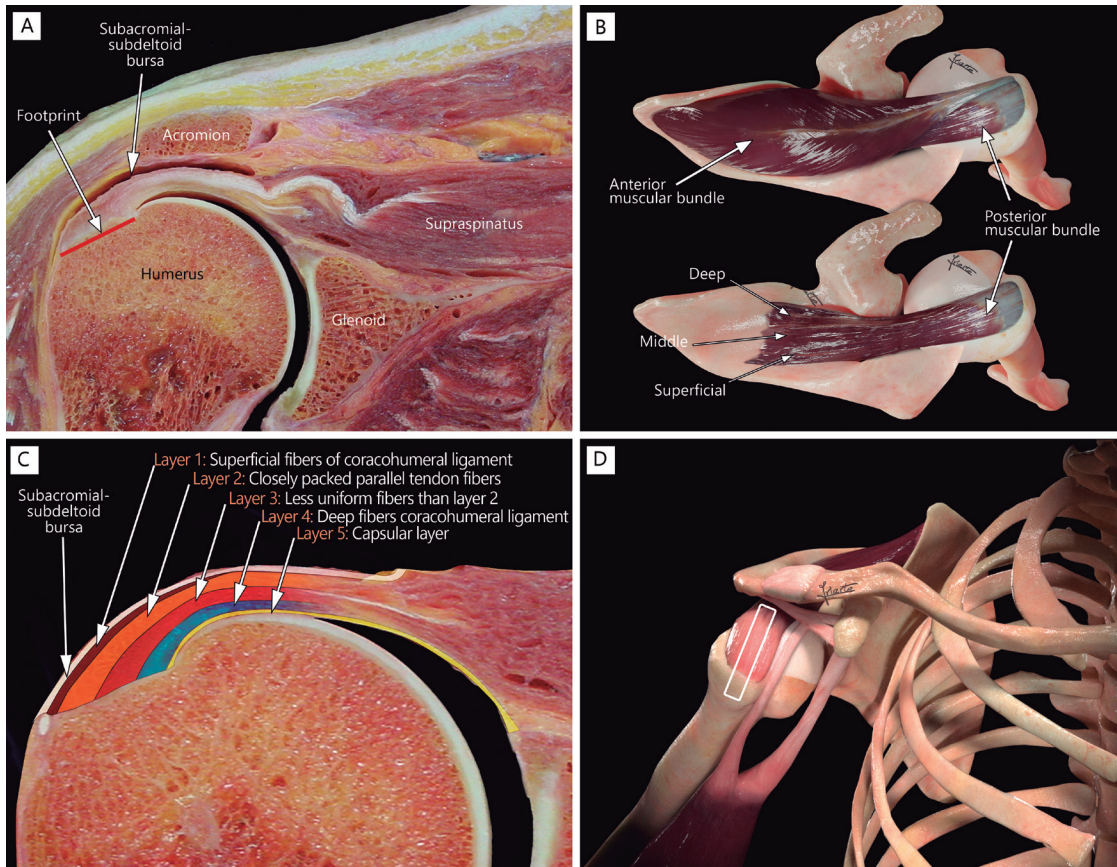 A
Subacromial-
subdeltoid
bursa
Footprint
Acromion
Supraspinatus
Humerus
Glenoid
B
Anterior
muscular bundle
Posterior
muscular bundle
Deep
Middle
Superficial
C
Layer 1: Superficial fibers of coracohumeral ligament
Layer 2: Closely packed parallel tendon fibers
Layer 3: Less uniform fibers than layer 2
Layer 4: Deep fibers coracohumeral ligament
Layer 5: Capsular layer
Subacromial-
subdeltoid
bursa
D